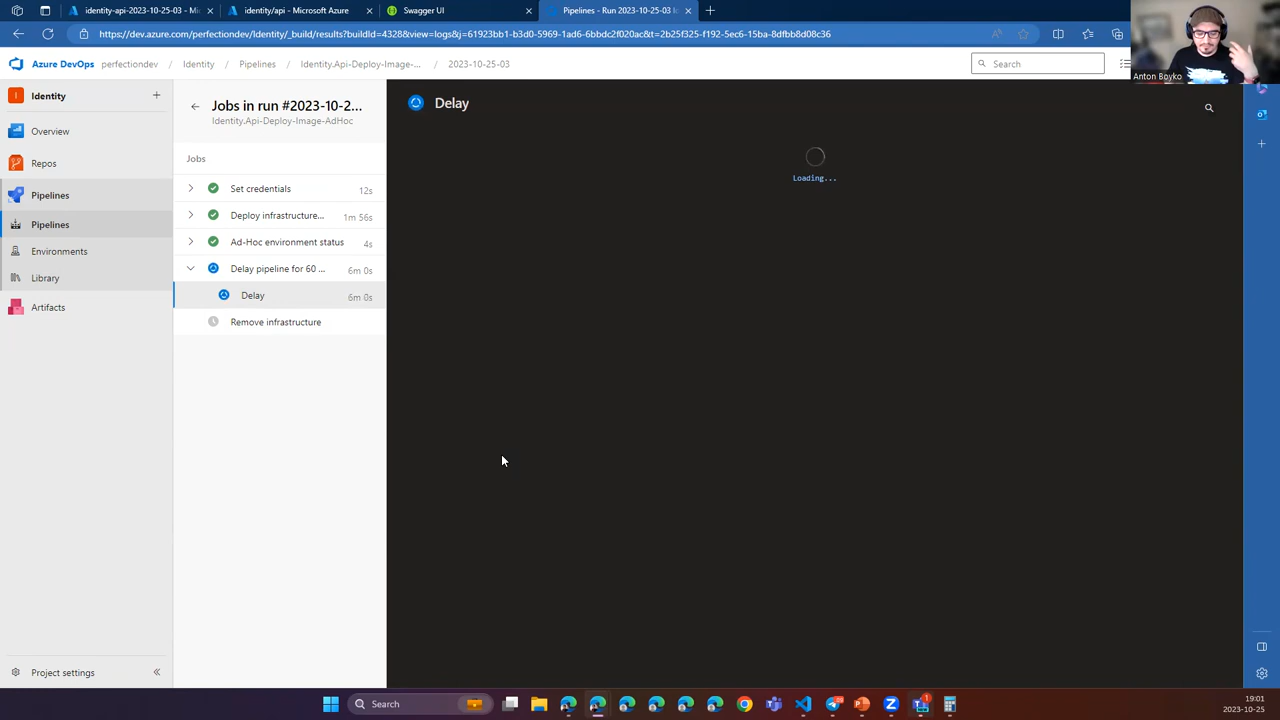 identity-api-2023-10-25-03 - Mi
identity/api - Microsoft Azure
Swagger UI
Pipelines - Run 2023-10-25-03 l
https://dev.azure.com/perfectiondev/Identity/_build/results?buildId=4328&view=logs&j=61923bb1-b3d0-5969-1ad6-6bbdc2f020ac&t=2b25f325-f192-5ec6-15ba-8dfbb8d08c36
Azure DevOps
perfectiondev / Identity / Pipelines / Identity.Api-Deploy-Image-... / 2023-10-25-03
Search
Anton Boyko
Identity
Overview
Repos
Pipelines
Pipelines
Environments
Library
Artifacts
Project settings
Jobs in run #2023-10-2...
Identity.Api-Deploy-Image-AdHoc
Jobs
Set credentials 12s
Deploy infrastructure... 1m 56s
Ad-Hoc environment status 4s
Delay pipeline for 60 ... 6m 0s
Delay 6m 0s
Remove infrastructure
Delay
Loading...
Search
1
19:01
2023-10-25